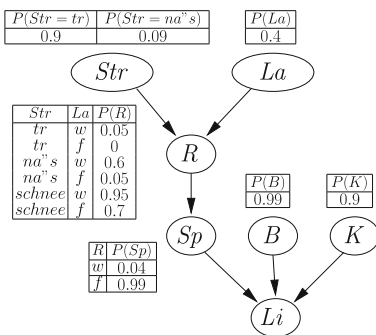 P(Str = tr) P(Str = na"s) P(La)
0.9 0.09 0.4
Str La
Str La P(R)
tr w 0.05
tr f 0
na"s w 0.6
na"s f 0.05
schnee w 0.95
schnee f 0.7
R
P(B) P(K)
0.99 0.9
Sp B K
R P(Sp)
w 0.04
f 0.99
Li